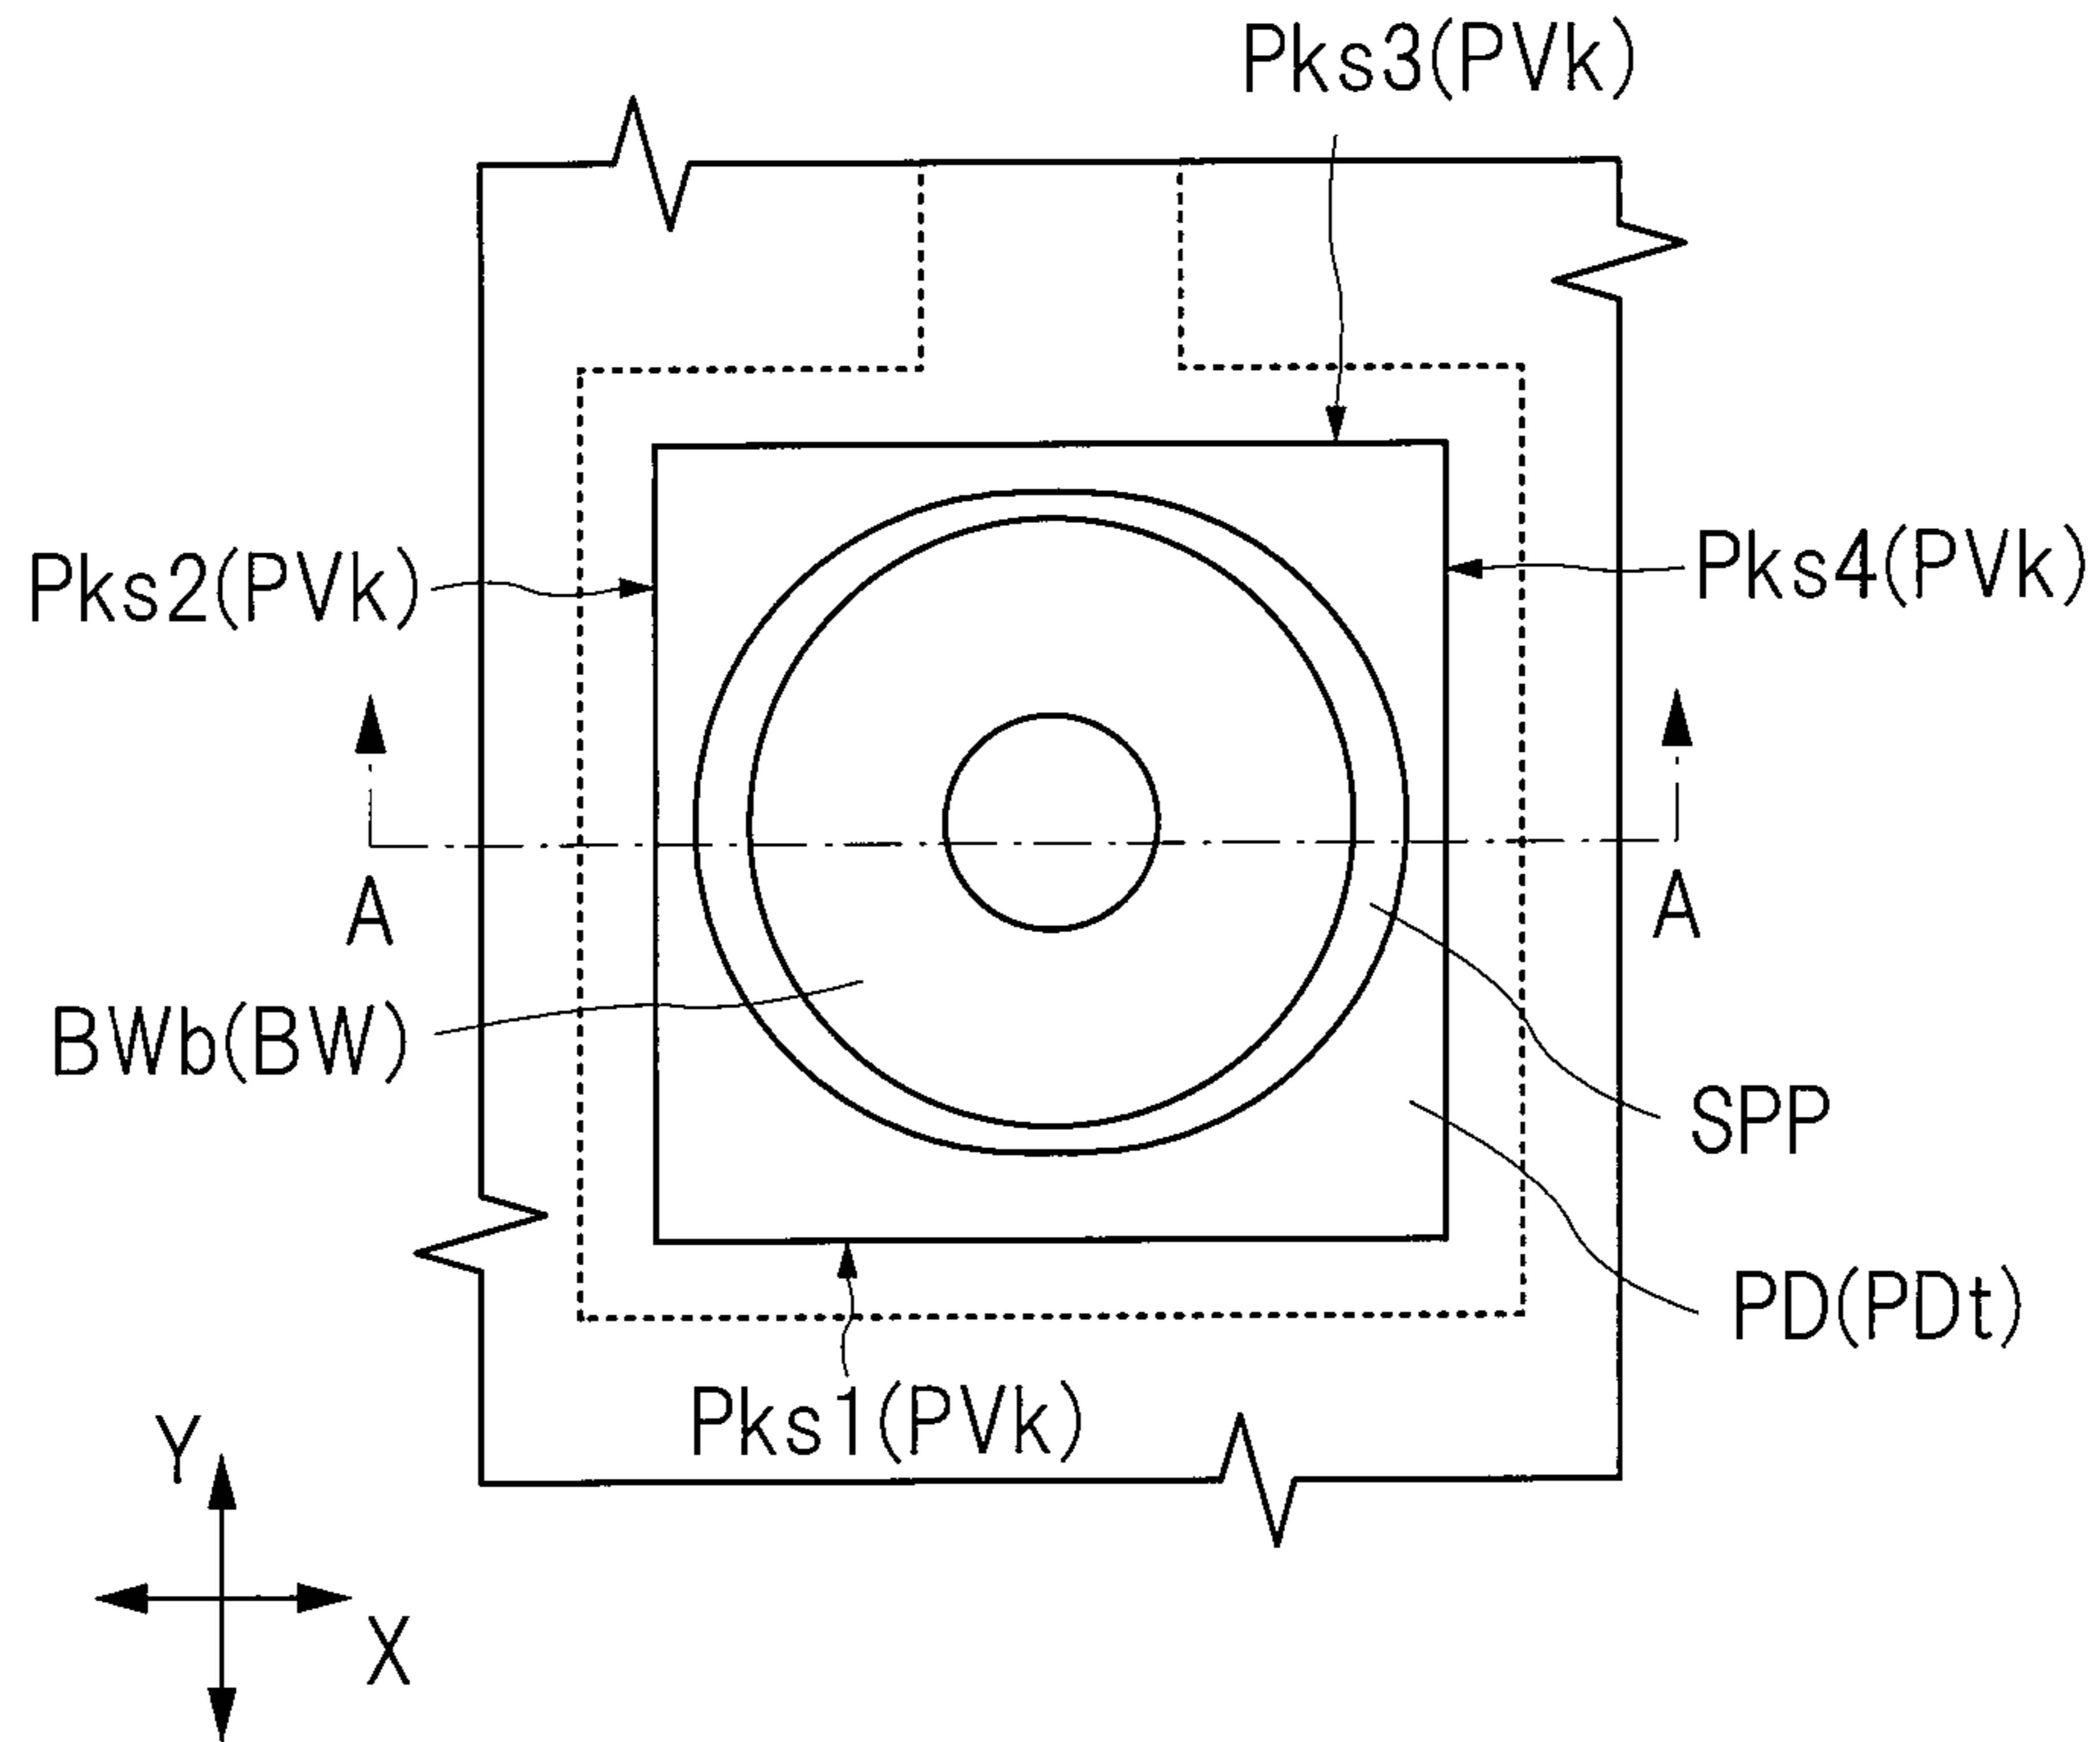 Pks3(PVk)
Pks2(PVk)
Pks4(PVk)
A
A
BWb(BW)
SPP
PD(PDt)
Pks1(PVk)
Y
X